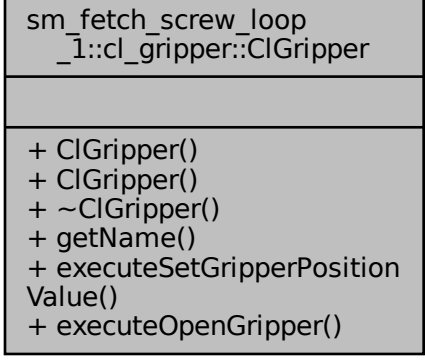 sm_fetch_screw_loop
_1::cl_gripper::ClGripper
+ ClGripper()
+ ClGripper()
+ ~ClGripper()
+ getName()
+ executeSetGripperPosition
Value()
+ executeOpenGripper()